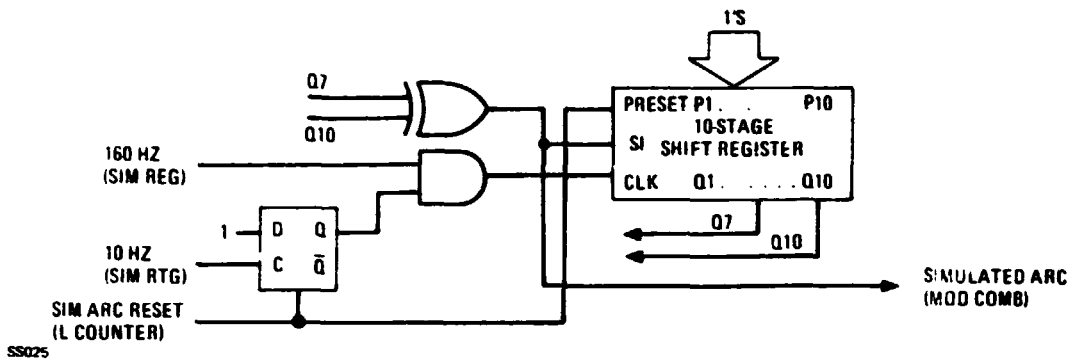 1'S
Q7
Q10
PRESET P1 . . P10
10-STAGE
SI SHIFT REGISTER
CLK Q1 . . . . . Q10
160 HZ
(SIM REG)
Q7
Q10
1 D Q
10 HZ
(SIM RTG)
C Q̅
SIMULATED ARC
(MOD COMB)
SIM ARC RESET
(L COUNTER)
SS025